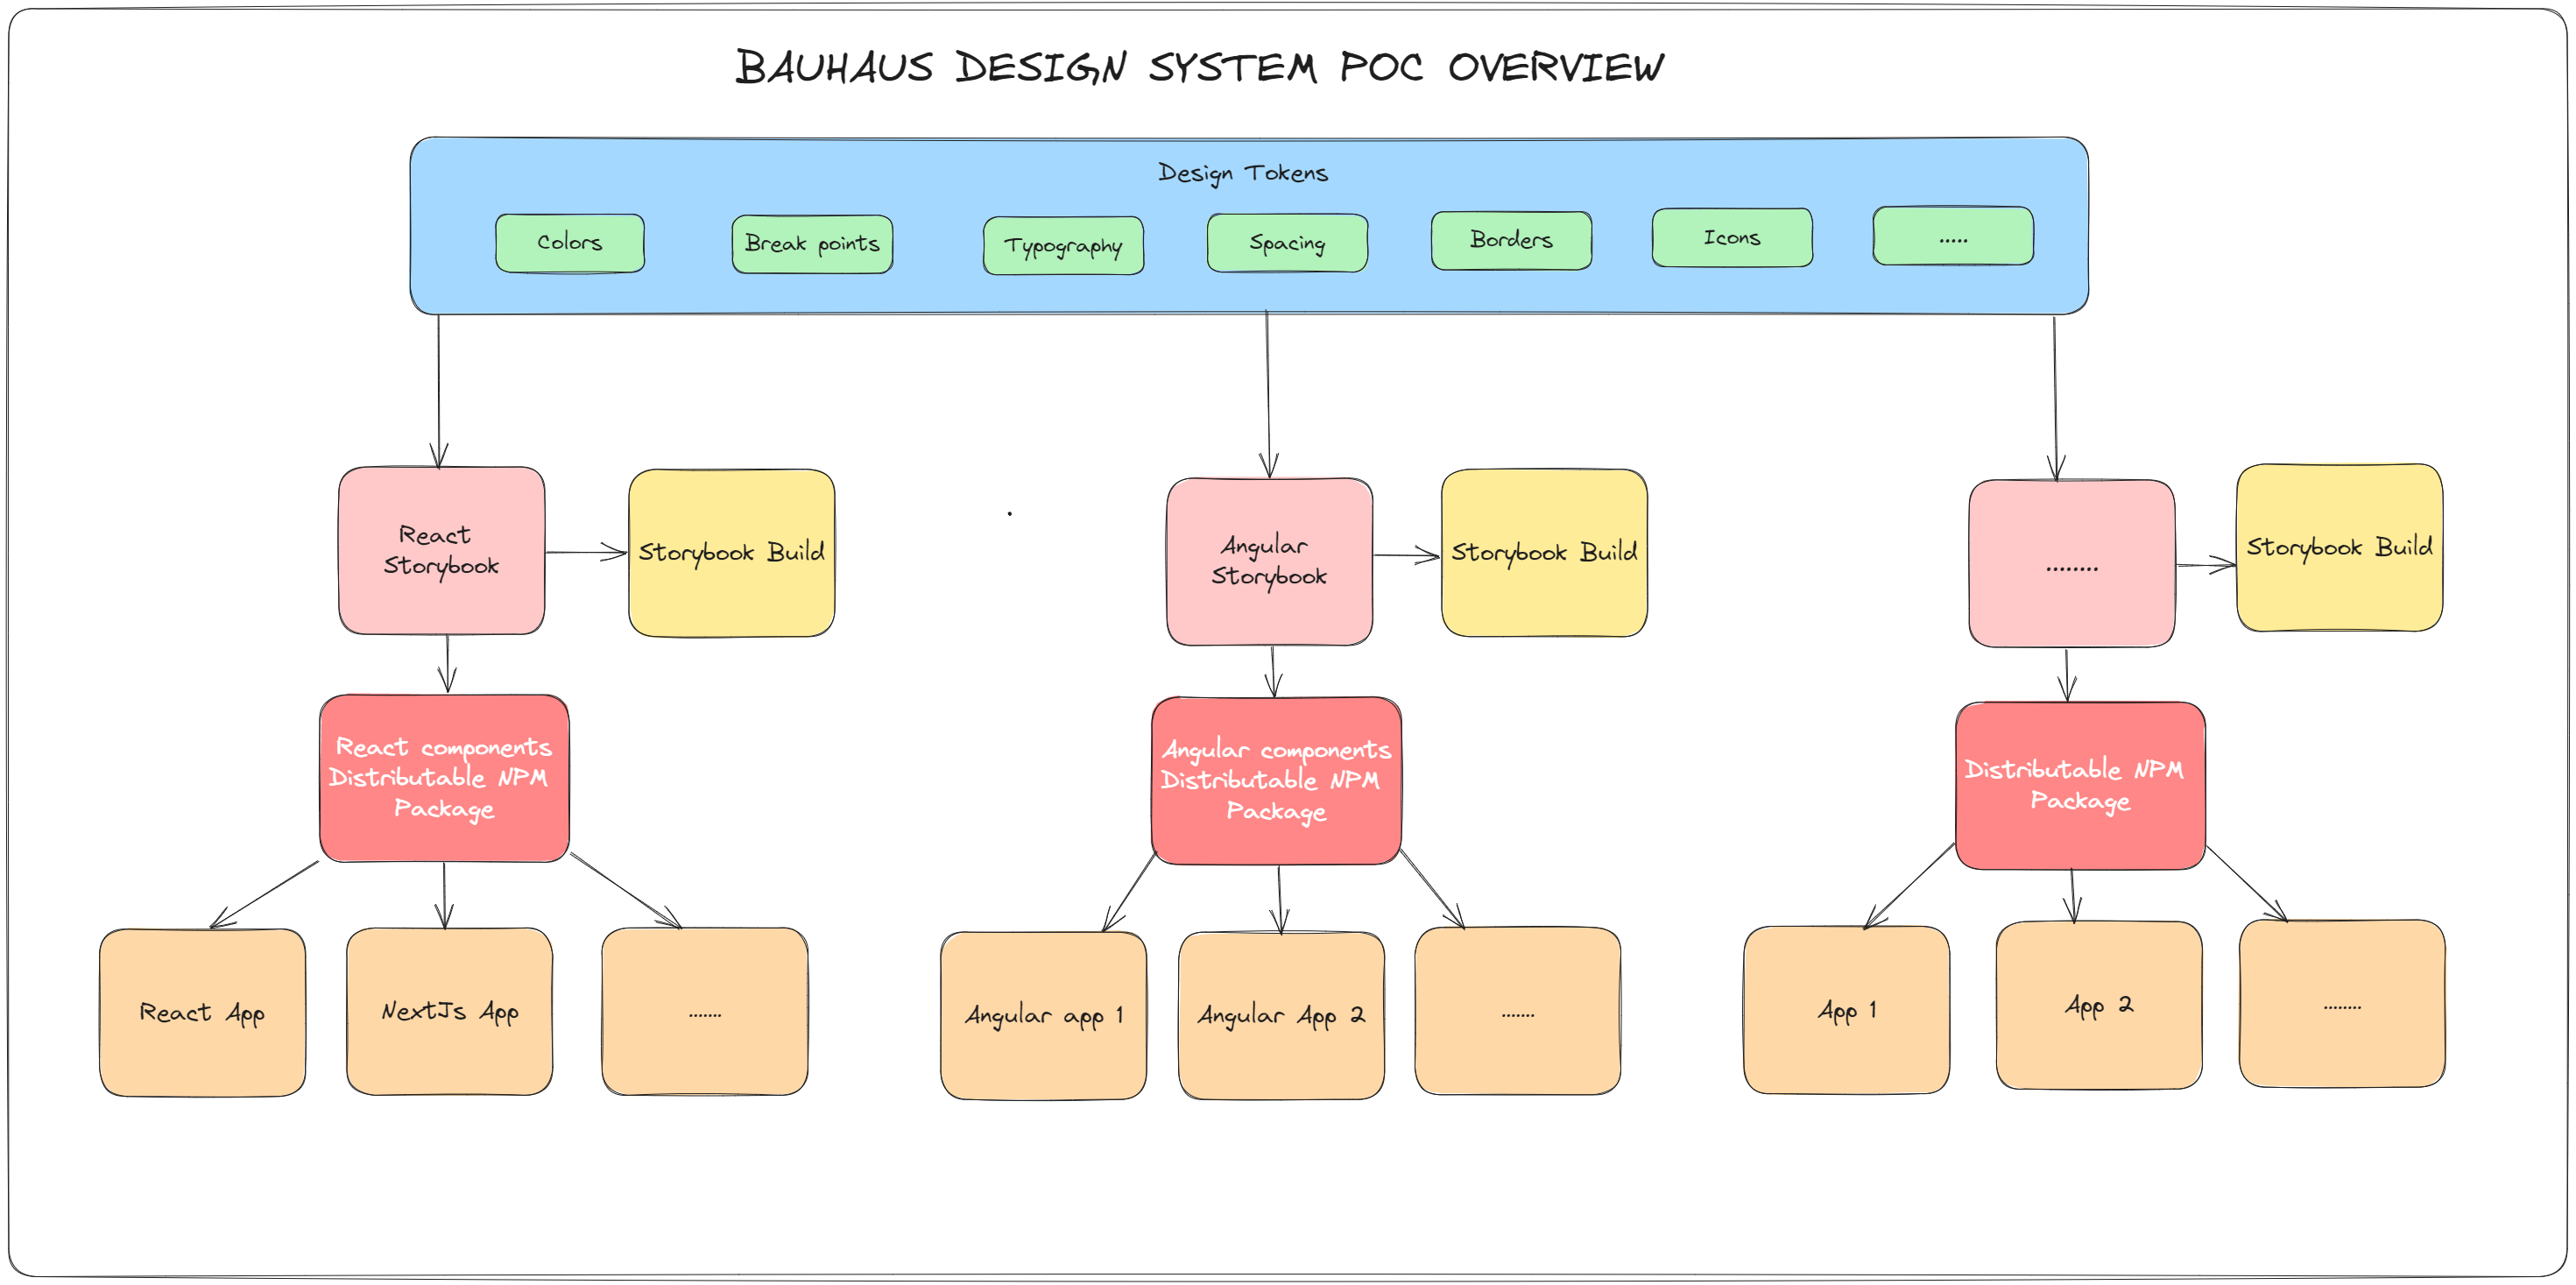 BAUHAUS DESIGN SYSTEM POC OVERVIEW
Design Tokens
Colors
Break points
Typography
Spacing
Borders
Icons
.....
React
Storybook
Storybook Build
Angular
Storybook
Storybook Build
........
Storybook Build
React components
Distributable NPM
Package
Angular components
Distributable NPM
Package
Distributable NPM
Package
React App
NextJs App
.......
Angular app 1
Angular App 2
.......
App 1
App 2
........